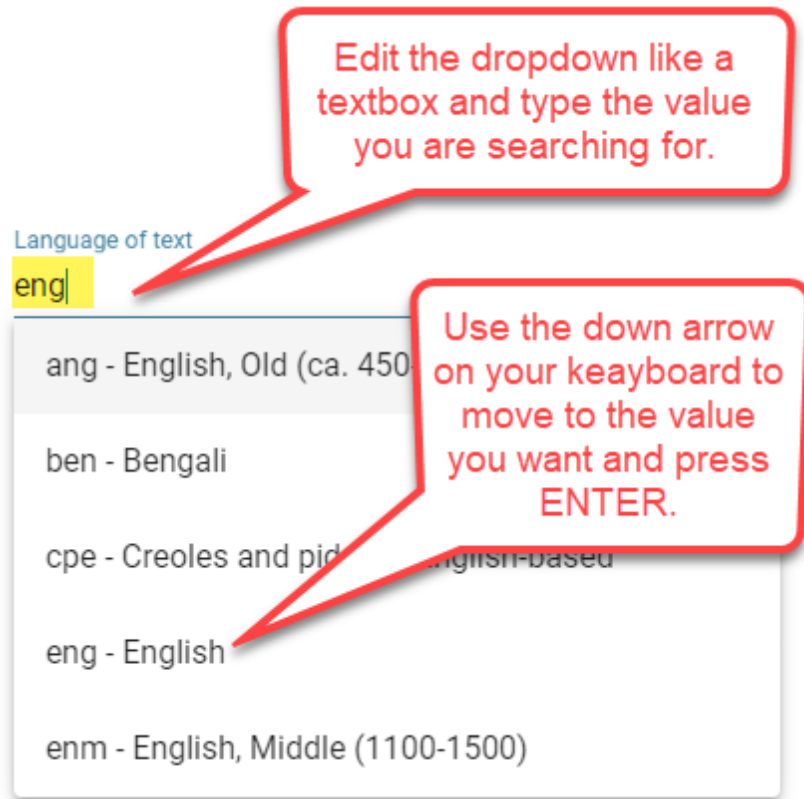 Edit the dropdown like a
textbox and type the value
you are searching for.
Language of text
eng
Use the down arrow
on your keayboard to
move to the value
you want and press
ENTER.
ang - English, Old (ca. 450-
ben - Bengali
cpe - Creoles and pid nglish-based
eng - English
enm - English, Middle (1100-1500)